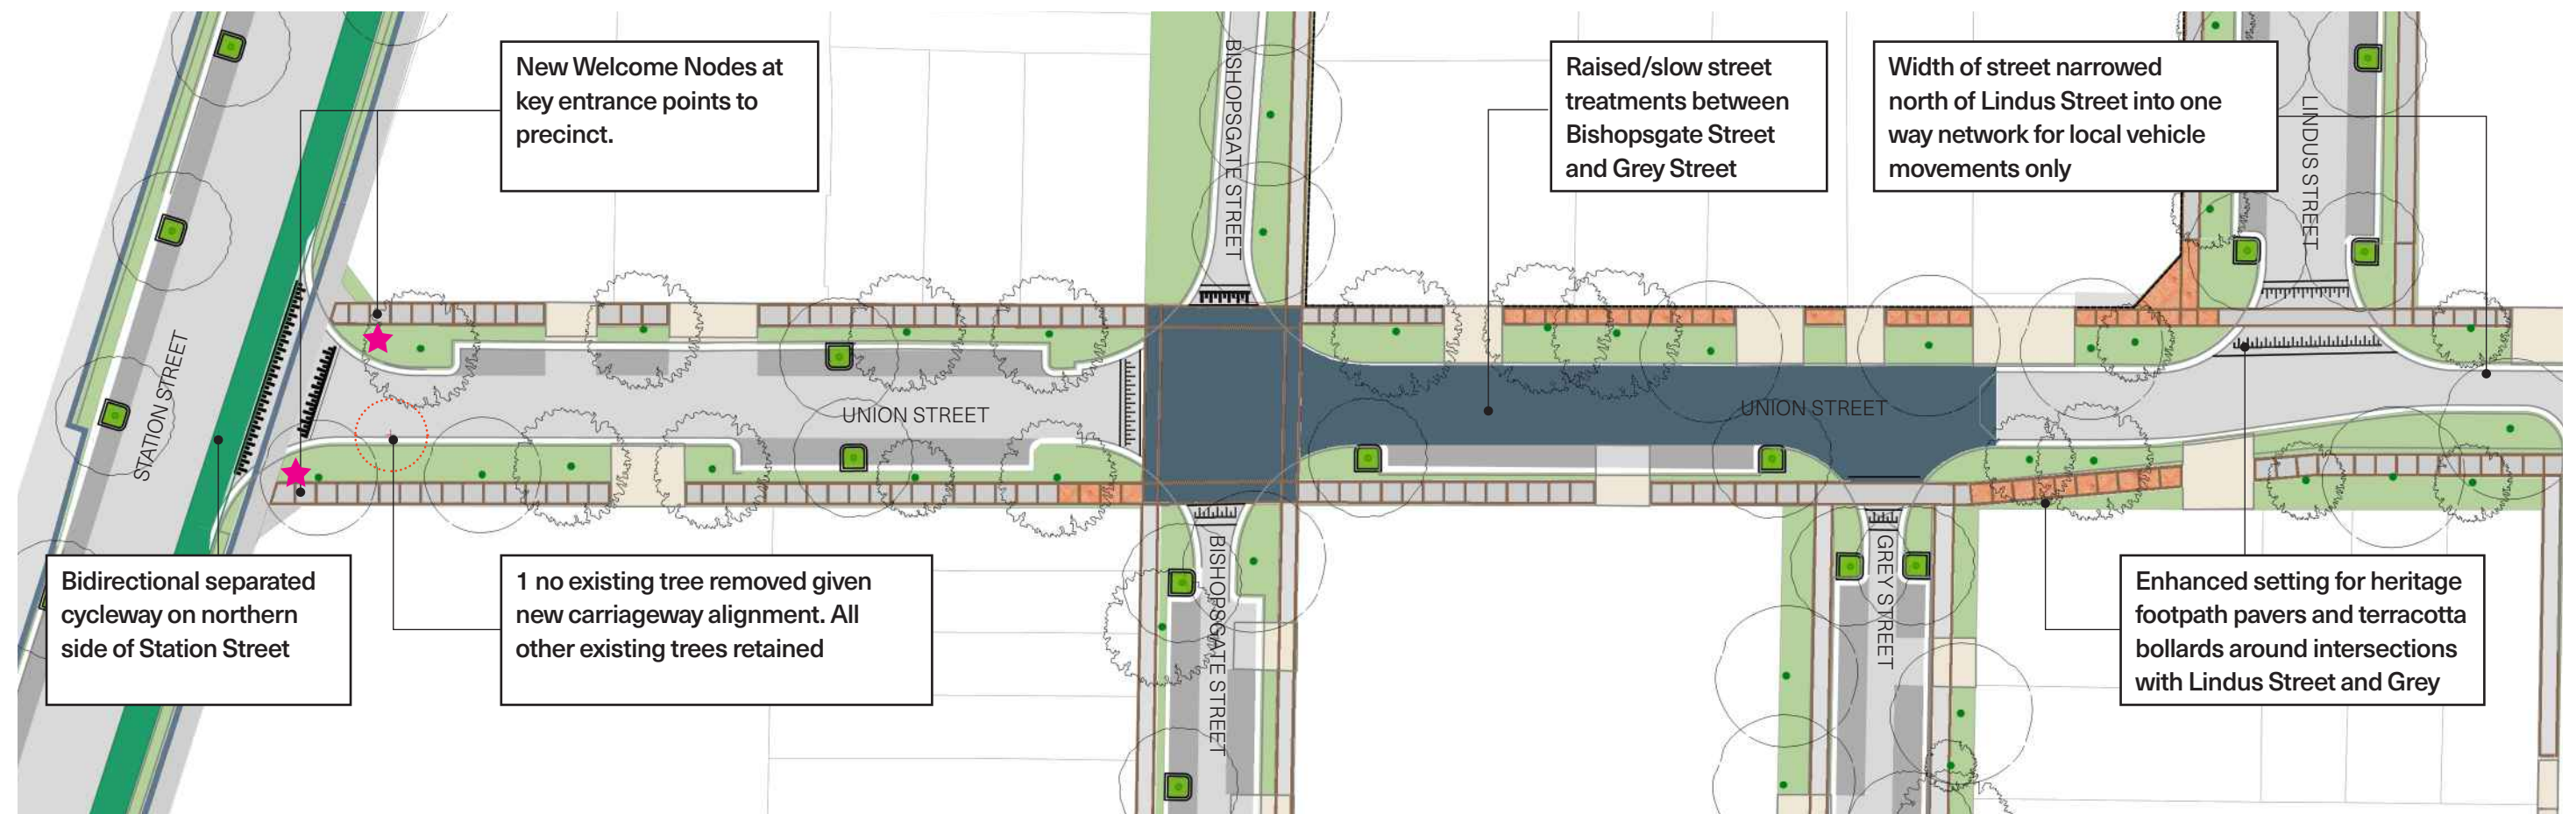 New Welcome Nodes at
key entrance points to
precinct.
BISHOPSGATE STREET
Raised/slow street
treatments between
Bishopsgate Street
and Grey Street
Width of street narrowed
north of Lindus Street into one
way network for local vehicle
movements only
LINDUS STREET
STATION STREET
UNION STREET
UNION STREET
Bidirectional separated
cycleway on northern
side of Station Street
1 no existing tree removed given
new carriageway alignment. All
other existing trees retained
BISHOPSGATE STREET
GREY STREET
Enhanced setting for heritage
footpath pavers and terracotta
bollards around intersections
with Lindus Street and Grey